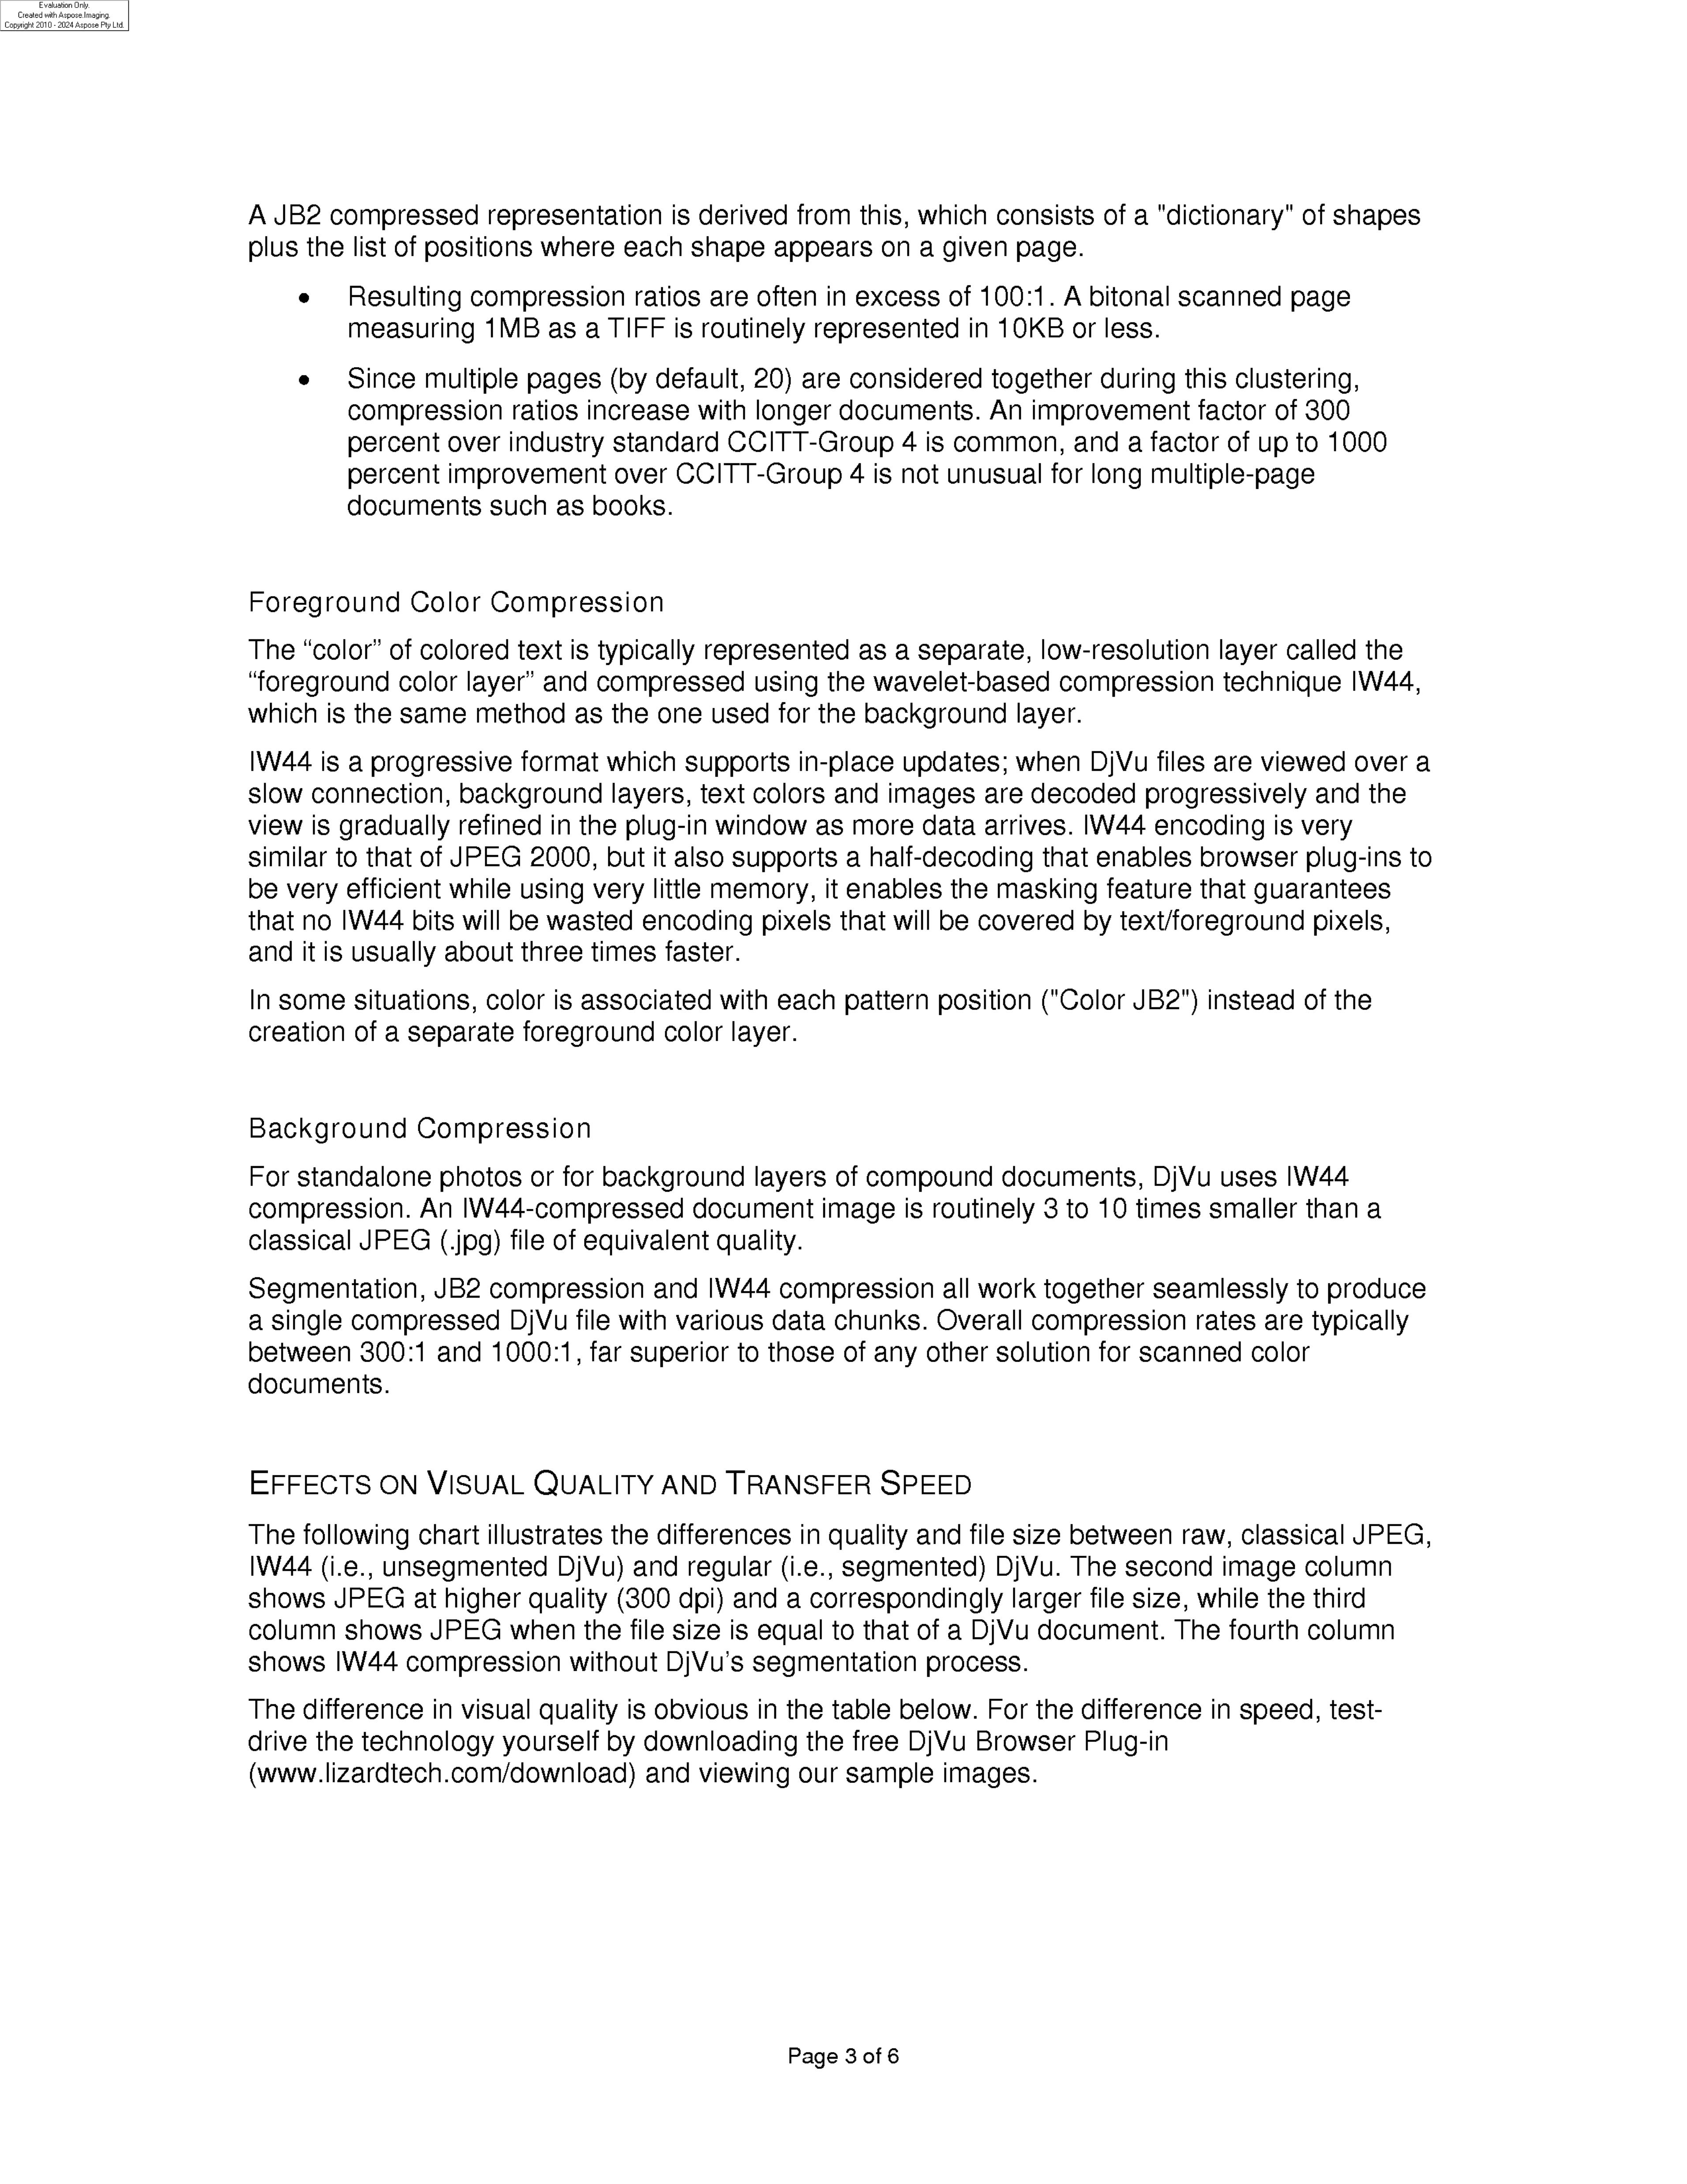 Evaluation Only.
Created with Aspose.Imaging.
Copyright 2010 - 2024 Aspose Pty Ltd.
A JB2 compressed representation is derived from this, which consists of a "dictionary" of shapes
plus the list of positions where each shape appears on a given page.
• Resulting compression ratios are often in excess of 100:1. A bitonal scanned page
measuring 1MB as a TIFF is routinely represented in 10KB or less.
• Since multiple pages (by default, 20) are considered together during this clustering,
compression ratios increase with longer documents. An improvement factor of 300
percent over industry standard CCITT-Group 4 is common, and a factor of up to 1000
percent improvement over CCITT-Group 4 is not unusual for long multiple-page
documents such as books.
Foreground Color Compression
The “color” of colored text is typically represented as a separate, low-resolution layer called the
“foreground color layer” and compressed using the wavelet-based compression technique IW44,
which is the same method as the one used for the background layer.
IW44 is a progressive format which supports in-place updates; when DjVu files are viewed over a
slow connection, background layers, text colors and images are decoded progressively and the
view is gradually refined in the plug-in window as more data arrives. IW44 encoding is very
similar to that of JPEG 2000, but it also supports a half-decoding that enables browser plug-ins to
be very efficient while using very little memory, it enables the masking feature that guarantees
that no IW44 bits will be wasted encoding pixels that will be covered by text/foreground pixels,
and it is usually about three times faster.
In some situations, color is associated with each pattern position ("Color JB2") instead of the
creation of a separate foreground color layer.
Background Compression
For standalone photos or for background layers of compound documents, DjVu uses IW44
compression. An IW44-compressed document image is routinely 3 to 10 times smaller than a
classical JPEG (.jpg) file of equivalent quality.
Segmentation, JB2 compression and IW44 compression all work together seamlessly to produce
a single compressed DjVu file with various data chunks. Overall compression rates are typically
between 300:1 and 1000:1, far superior to those of any other solution for scanned color
documents.
EFFECTS ON VISUAL QUALITY AND TRANSFER SPEED
The following chart illustrates the differences in quality and file size between raw, classical JPEG,
IW44 (i.e., unsegmented DjVu) and regular (i.e., segmented) DjVu. The second image column
shows JPEG at higher quality (300 dpi) and a correspondingly larger file size, while the third
column shows JPEG when the file size is equal to that of a DjVu document. The fourth column
shows IW44 compression without DjVu’s segmentation process.
The difference in visual quality is obvious in the table below. For the difference in speed, test-
drive the technology yourself by downloading the free DjVu Browser Plug-in
(www.lizardtech.com/download) and viewing our sample images.
Page 3 of 6